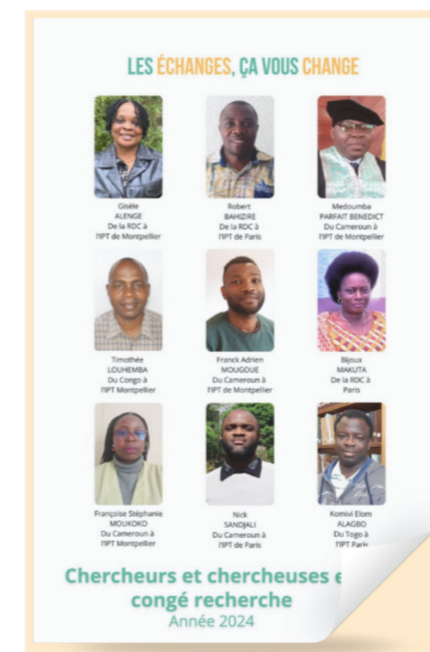 LES ÉCHANGES, ÇA VOUS CHANGE
Gisèle
ALENGE
De la RDC à
l'IPT de Montpellier
Robert
BAHIZIRE
De la RDC à
l'IPT de Paris
Medoumba
PARFAIT BENEDICT
Du Cameroun à
l'IPT de Montpellier
Timothée
LOUHEMBA
Du Congo à
l'IPT Montpellier
Franck Adrien
MOUGOUE
Du Cameroun à
l'IPT de Montpellier
Bijoux
MAKUTA
De la RDC à
Paris
Françoise Stéphanie
MOUKOKO
Du Cameroun à
l'IPT Montpellier
Nick
SANDJALI
Du Cameroun à
l'IPT de Paris
Komivi Elom
ALAGBO
Du Togo à
l'IPT Paris
Chercheurs et chercheuses e
congé recherche
Année 2024